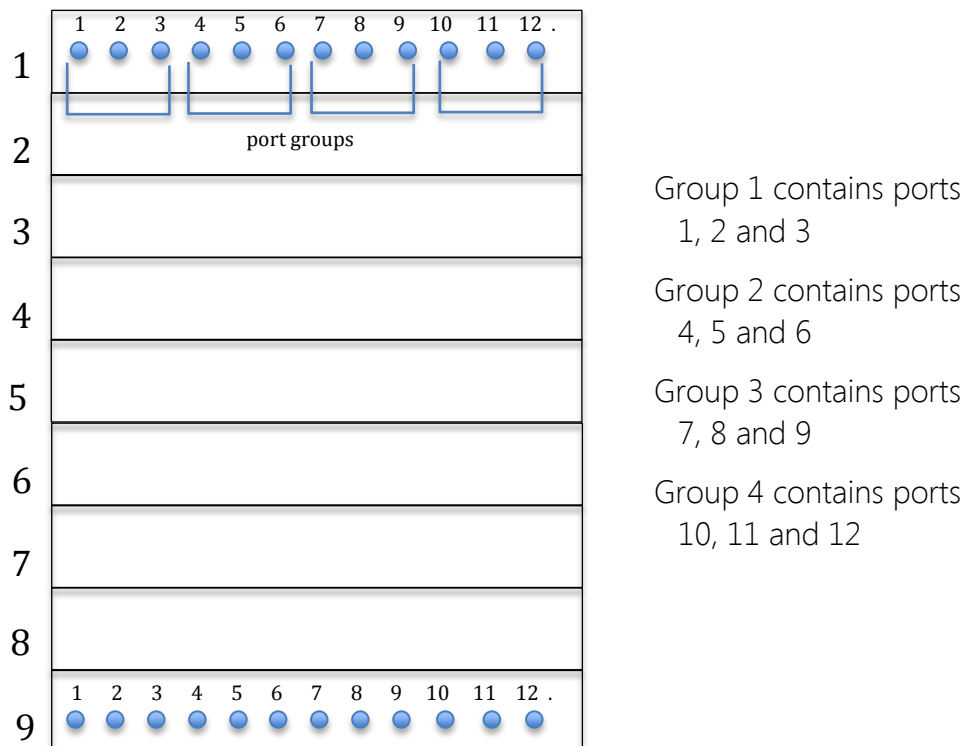 1 2 3 4 5 6 7 8 9 10 11 12 .
1
port groups
2
3
4
5
6
7
8
1 2 3 4 5 6 7 8 9 10 11 12 .
9
Group 1 contains ports
1, 2 and 3
Group 2 contains ports
4, 5 and 6
Group 3 contains ports
7, 8 and 9
Group 4 contains ports
10, 11 and 12